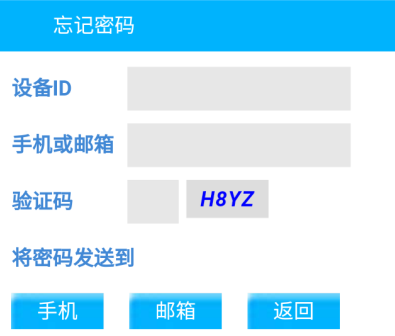 忘记密码
设备ID
手机或邮箱
验证码 H8YZ
将密码发送到
手机 邮箱 返回